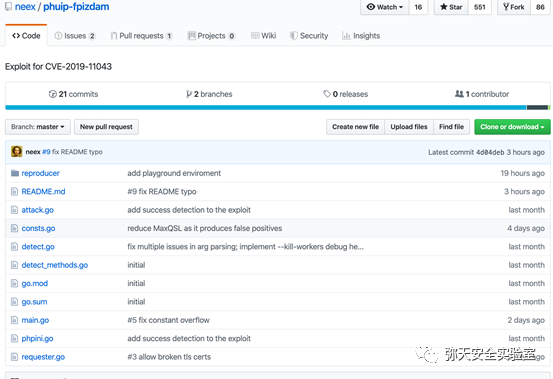 neex / phuip-fpizdam
Watch 16 Star 551 Fork 86
Code Issues 2 Pull requests 1 Projects 0 Wiki Security Insights
Exploit for CVE-2019-11043
21 commits 2 branches 0 releases 1 contributor
Branch: master New pull request Create new file Upload files Find file Clone or download
neex #9 fix README typo Latest commit 4d04deb 3 hours ago
reproducer add playground enviroment 19 hours ago
README.md #9 fix README typo 3 hours ago
attack.go add success detection to the exploit last month
consts.go reduce MaxQSL as it produces false positives 4 days ago
detect.go fix multiple issues in arg parsing; implement --kill-workers debug he... last month
detect_methods.go initial last month
go.mod initial last month
go.sum initial last month
main.go #5 fix constant overflow 2 days ago
phpini.go add success detection to the exploit last month
requester.go #3 allow broken tls certs last month
弥天安全实验室